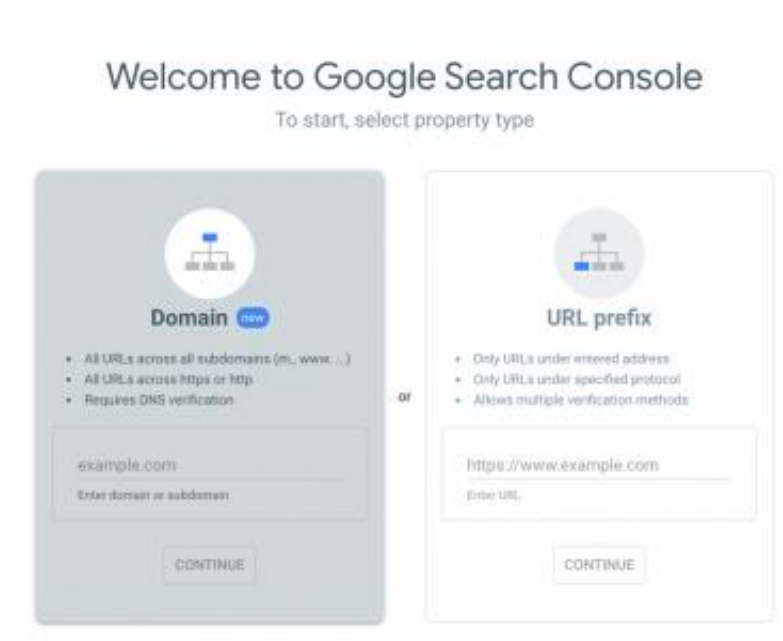 Welcome to Google Search Console
To start, select property type
Domain new
All URLs across all subdomains (m., www. ...)
All URLs across https or http
Requires DNS verification
example.com
Enter domain or subdomain
CONTINUE
or
URL prefix
Only URLs under entered address
Only URLs under specified protocol
Allows multiple verification methods
https://www.example.com
Enter URL
CONTINUE